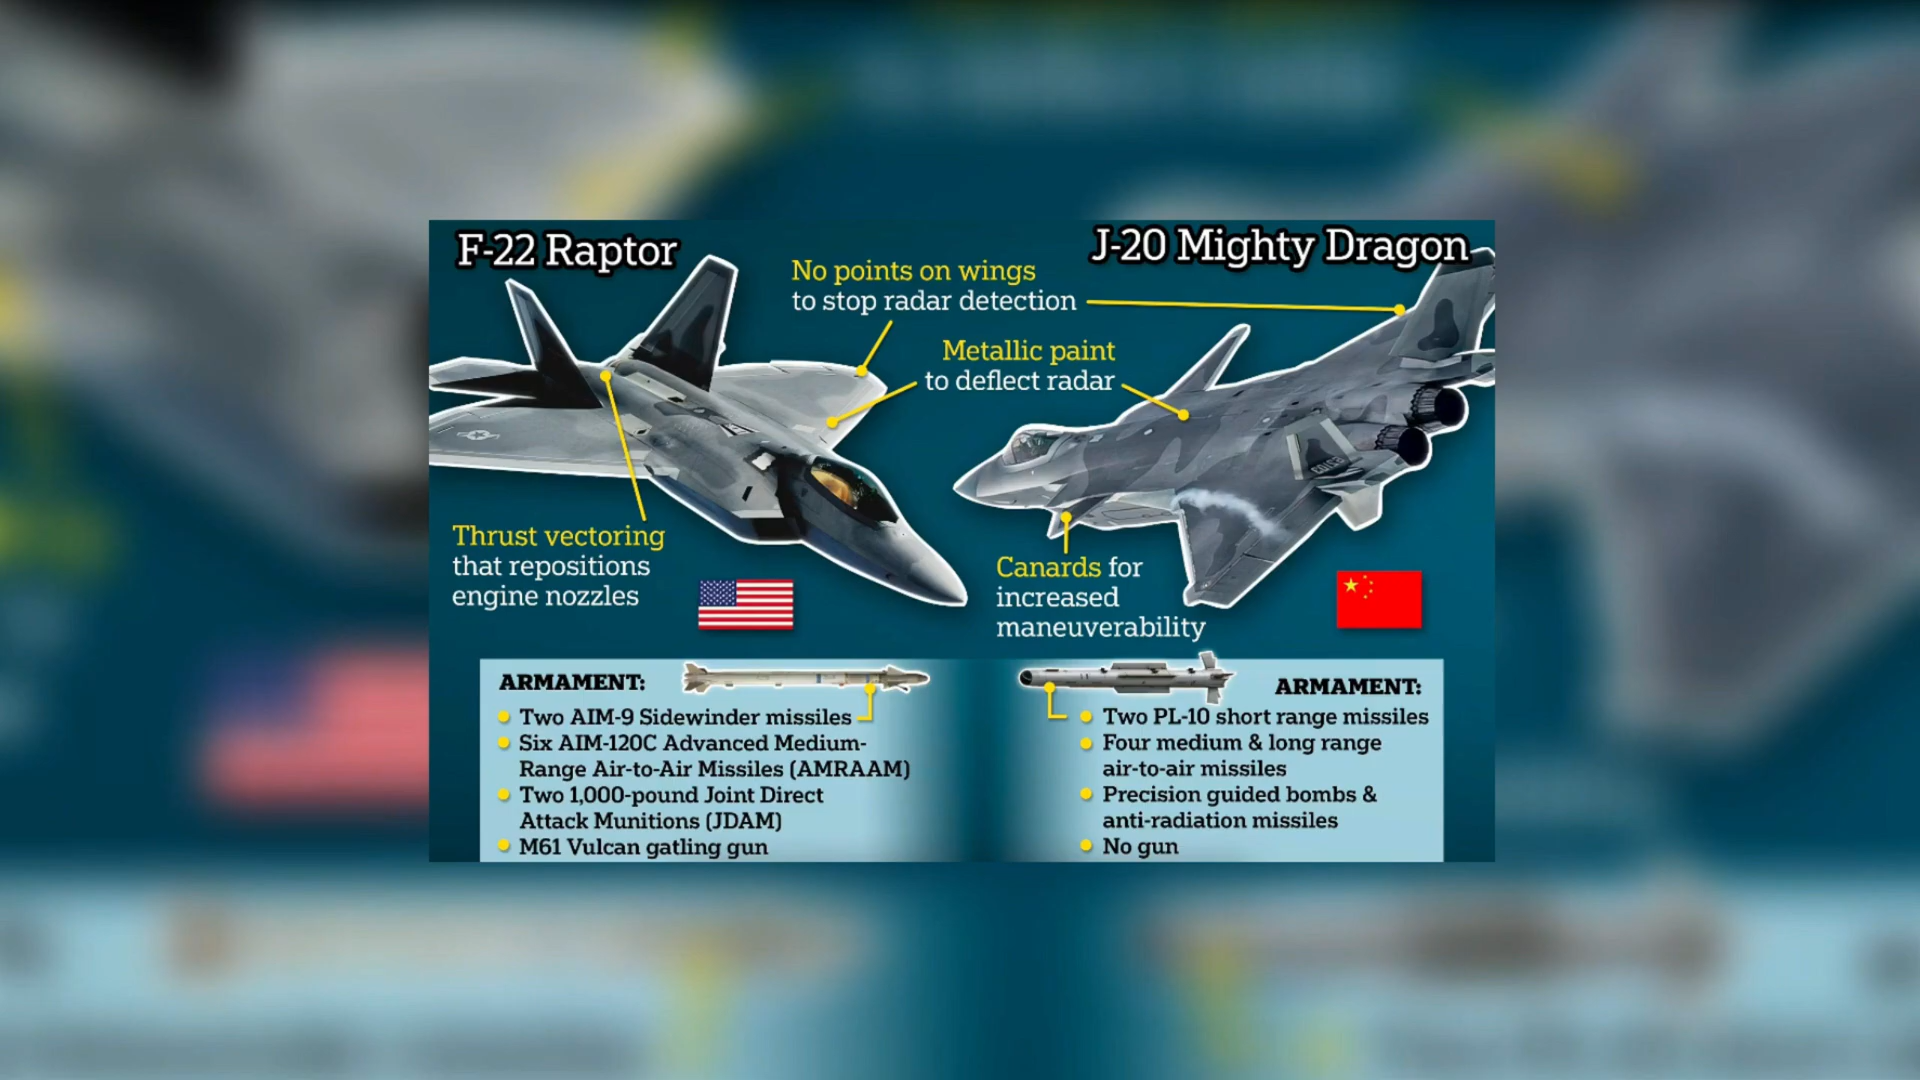 F-22 Raptor
J-20 Mighty Dragon
No points on wings
to stop radar detection
Metallic paint
to deflect radar
Thrust vectoring
that repositions
engine nozzles
Canards for
increased
maneuverability
ARMAMENT:
Two AIM-9 Sidewinder missiles
Six AIM-120C Advanced Medium-
Range Air-to-Air Missiles (AMRAAM)
Two 1,000-pound Joint Direct
Attack Munitions (JDAM)
M61 Vulcan gatling gun
ARMAMENT:
Two PL-10 short range missiles
Four medium & long range
air-to-air missiles
Precision guided bombs &
anti-radiation missiles
No gun